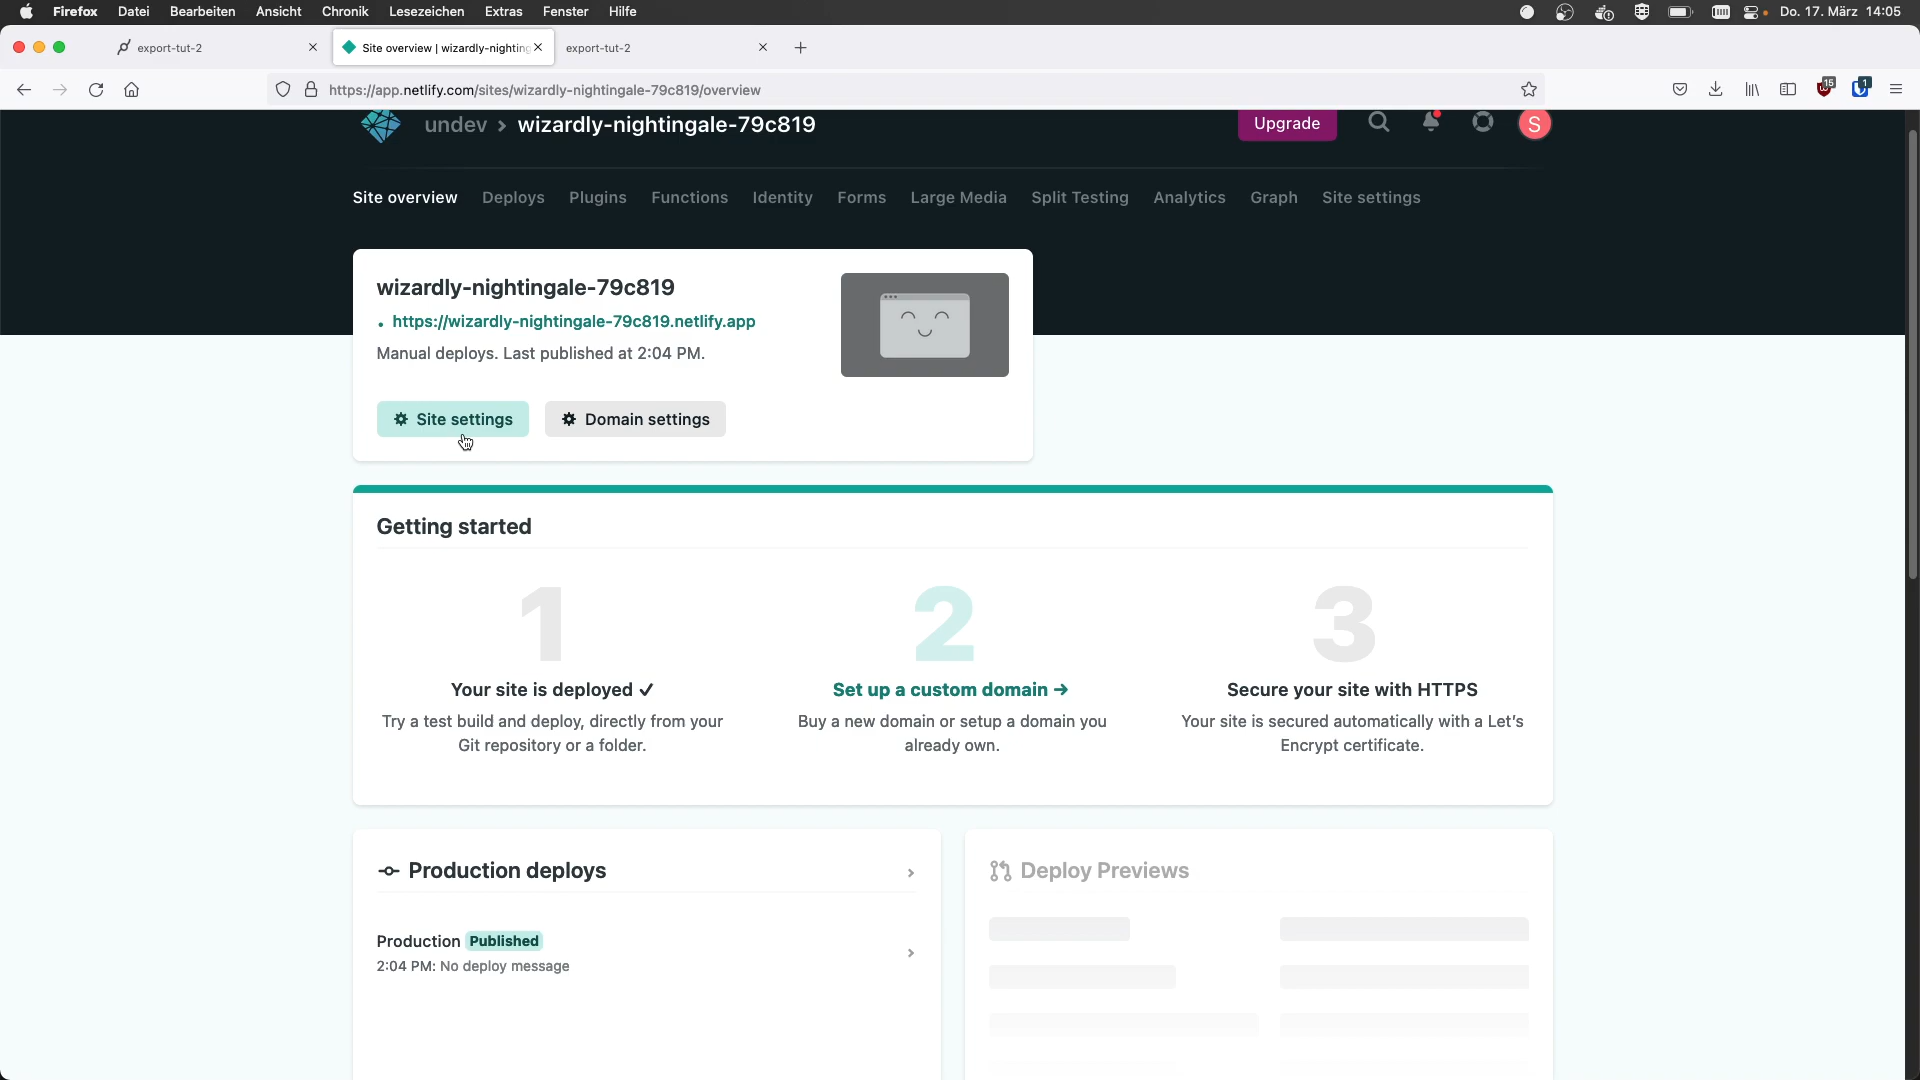 Firefox Datei Bearbeiten Ansicht Chronik Lesezeichen Extras Fenster Hilfe Do. 17. März 14:05
export-tut-2 Site overview | wizardly-nighting export-tut-2
https://app.netlify.com/sites/wizardly-nightingale-79c819/overview 15 1
undev > wizardly-nightingale-79c819 Upgrade S
Site overview Deploys Plugins Functions Identity Forms Large Media Split Testing Analytics Graph Site settings
wizardly-nightingale-79c819
https://wizardly-nightingale-79c819.netlify.app
Manual deploys. Last published at 2:04 PM.
Site settings Domain settings
Getting started
1 2 3
Your site is deployed ✓ Set up a custom domain → Secure your site with HTTPS
Try a test build and deploy, directly from your Buy a new domain or setup a domain you Your site is secured automatically with a Let's
Git repository or a folder. already own. Encrypt certificate.
Production deploys Deploy Previews
Production Published
2:04 PM: No deploy message